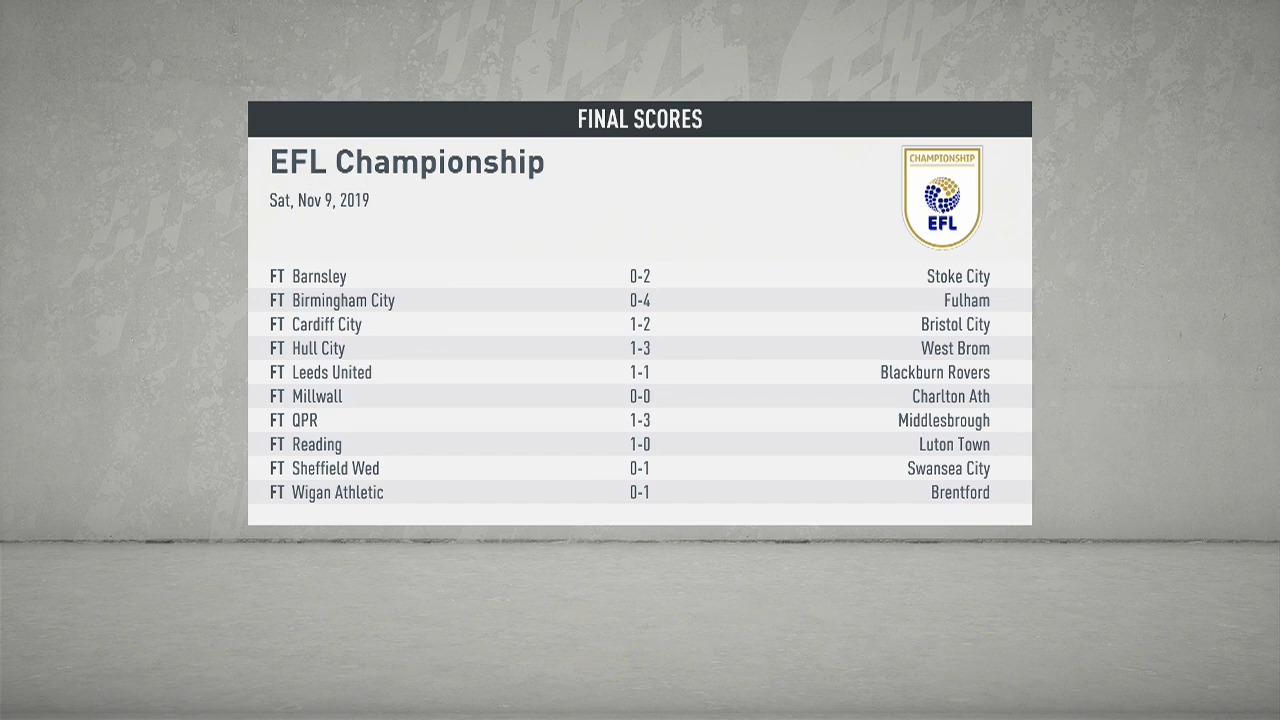 FINAL SCORES
EFL Championship
Sat, Nov 9, 2019
CHAMPIONSHIP
EFL
FT Barnsley 0-2 Stoke City
FT Birmingham City 0-4 Fulham
FT Cardiff City 1-2 Bristol City
FT Hull City 1-3 West Brom
FT Leeds United 1-1 Blackburn Rovers
FT Millwall 0-0 Charlton Ath
FT QPR 1-3 Middlesbrough
FT Reading 1-0 Luton Town
FT Sheffield Wed 0-1 Swansea City
FT Wigan Athletic 0-1 Brentford